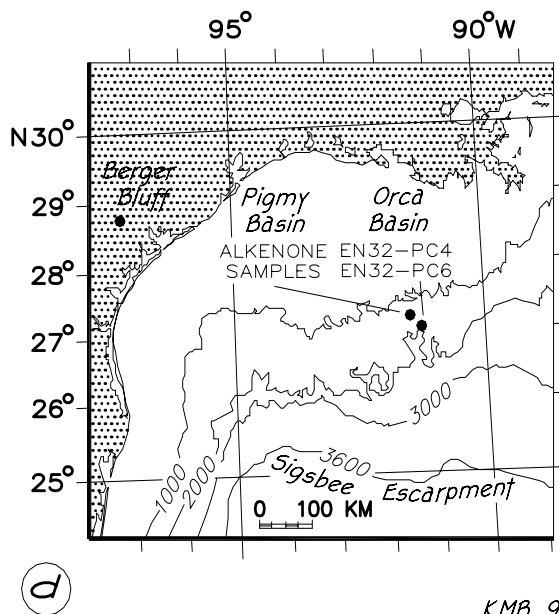 95° 90°W
N30°
Berger
Bluff
29°
Pigmy Orca
Basin Basin
ALKENONE EN32-PC4
SAMPLES EN32-PC6
28°
27°
26°
3000
25°
1000
2000
3600
Sigsbee
Escarpment
0 100 KM
d
KMB 9